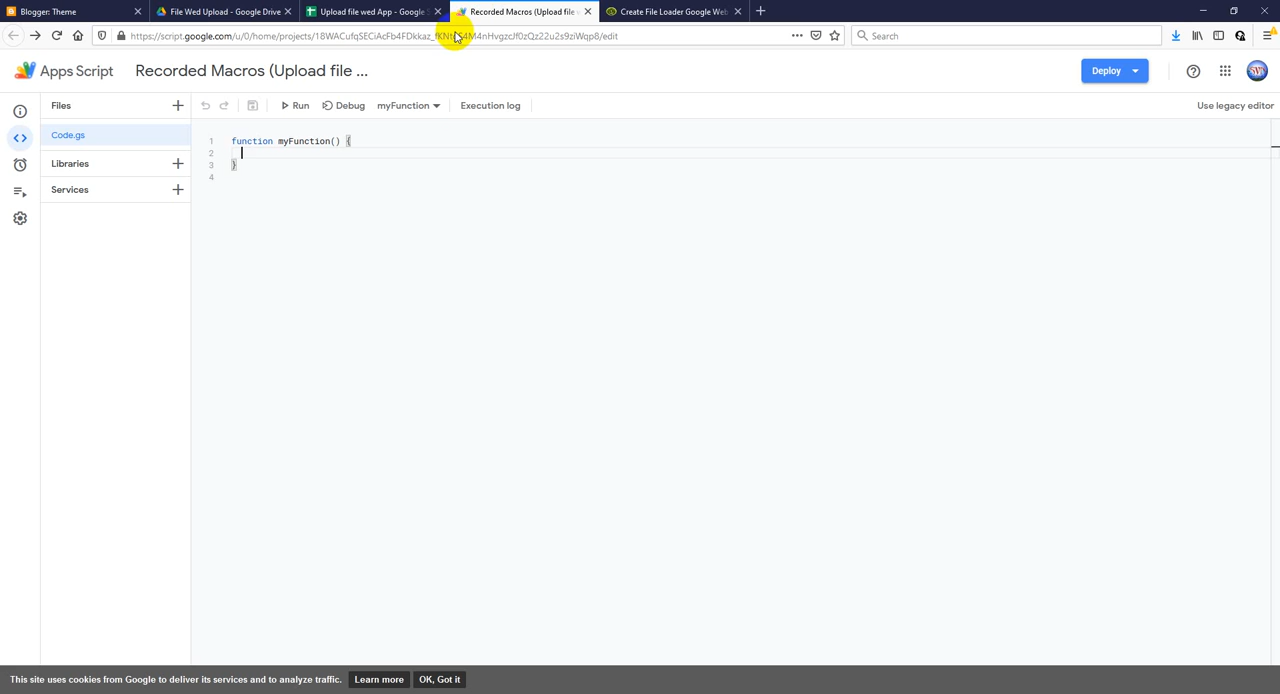 Blogger: Theme
File Wed Upload - Google Drive
Upload file wed App - Google S
Recorded Macros (Upload file
Create File Loader Google Web
Search
Apps Script
Recorded Macros (Upload file ...
Deploy
Files
Run
Debug
myFunction
Execution log
Use legacy editor
Code.gs
Libraries
Services
1 function myFunction() {
2
3 }
4
This site uses cookies from Google to deliver its services and to analyze traffic.
Learn more
OK, Got it